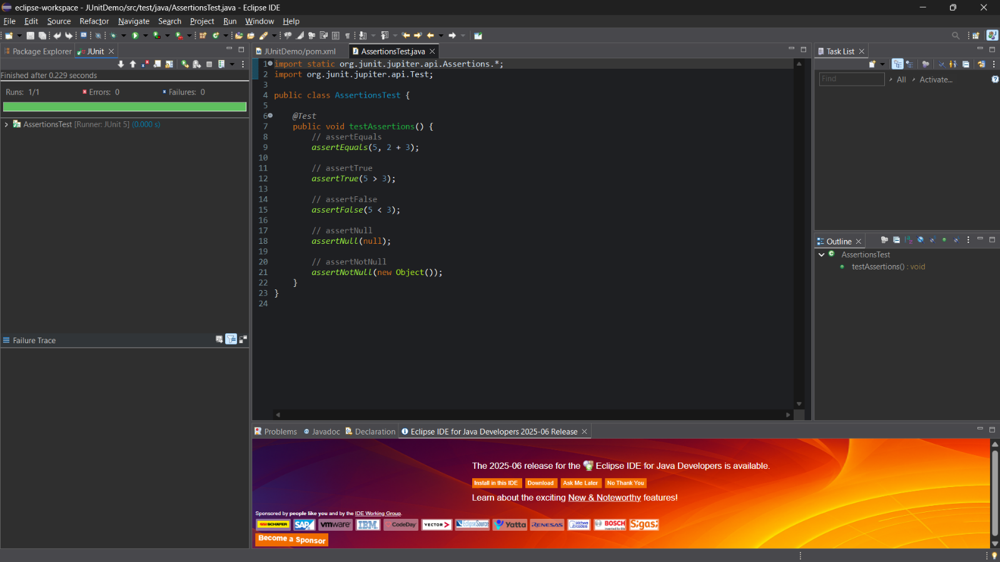 eclipse-workspace - JUnitDemo/src/test/java/AssertionsTest.java - Eclipse IDE
File Edit Source Refactor Navigate Search Project Run Window Help
Package Explorer JUnit
Finished after 0.229 seconds
Runs: 1/1 Errors: 0 Failures: 0
AssertionsTest [Runner: JUnit 5] (0.000 s)
Failure Trace
JUnitDemo/pom.xml AssertionsTest.java
1 import static org.junit.jupiter.api.Assertions.*;
2 import org.junit.jupiter.api.Test;
3
4 public class AssertionsTest {
5
6 @Test
7 public void testAssertions() {
8 // assertEquals
9 assertEquals(5, 2 + 3);
10
11 // assertTrue
12 assertTrue(5 > 3);
13
14 // assertFalse
15 assertFalse(5 < 3);
16
17 // assertNull
18 assertNull(null);
19
20 // assertNotNull
21 assertNotNull(new Object());
22 }
23 }
24
Task List
Find All Activate...
Outline
AssertionsTest
testAssertions() : void
Problems Javadoc Declaration Eclipse IDE for Java Developers 2025-06 Release
The 2025-06 release for the Eclipse IDE for Java Developers is available.
Install in this IDE Download Ask Me Later No Thank You
Learn about the exciting New & Noteworthy features!
Sponsored by people like you and by the IDE Working Group.
SSI SCHAFER SAP vmware IBM CodeDay VECTOR EclipseSource Yatta RENESAS BOSCH Sigasi
Become a Sponsor